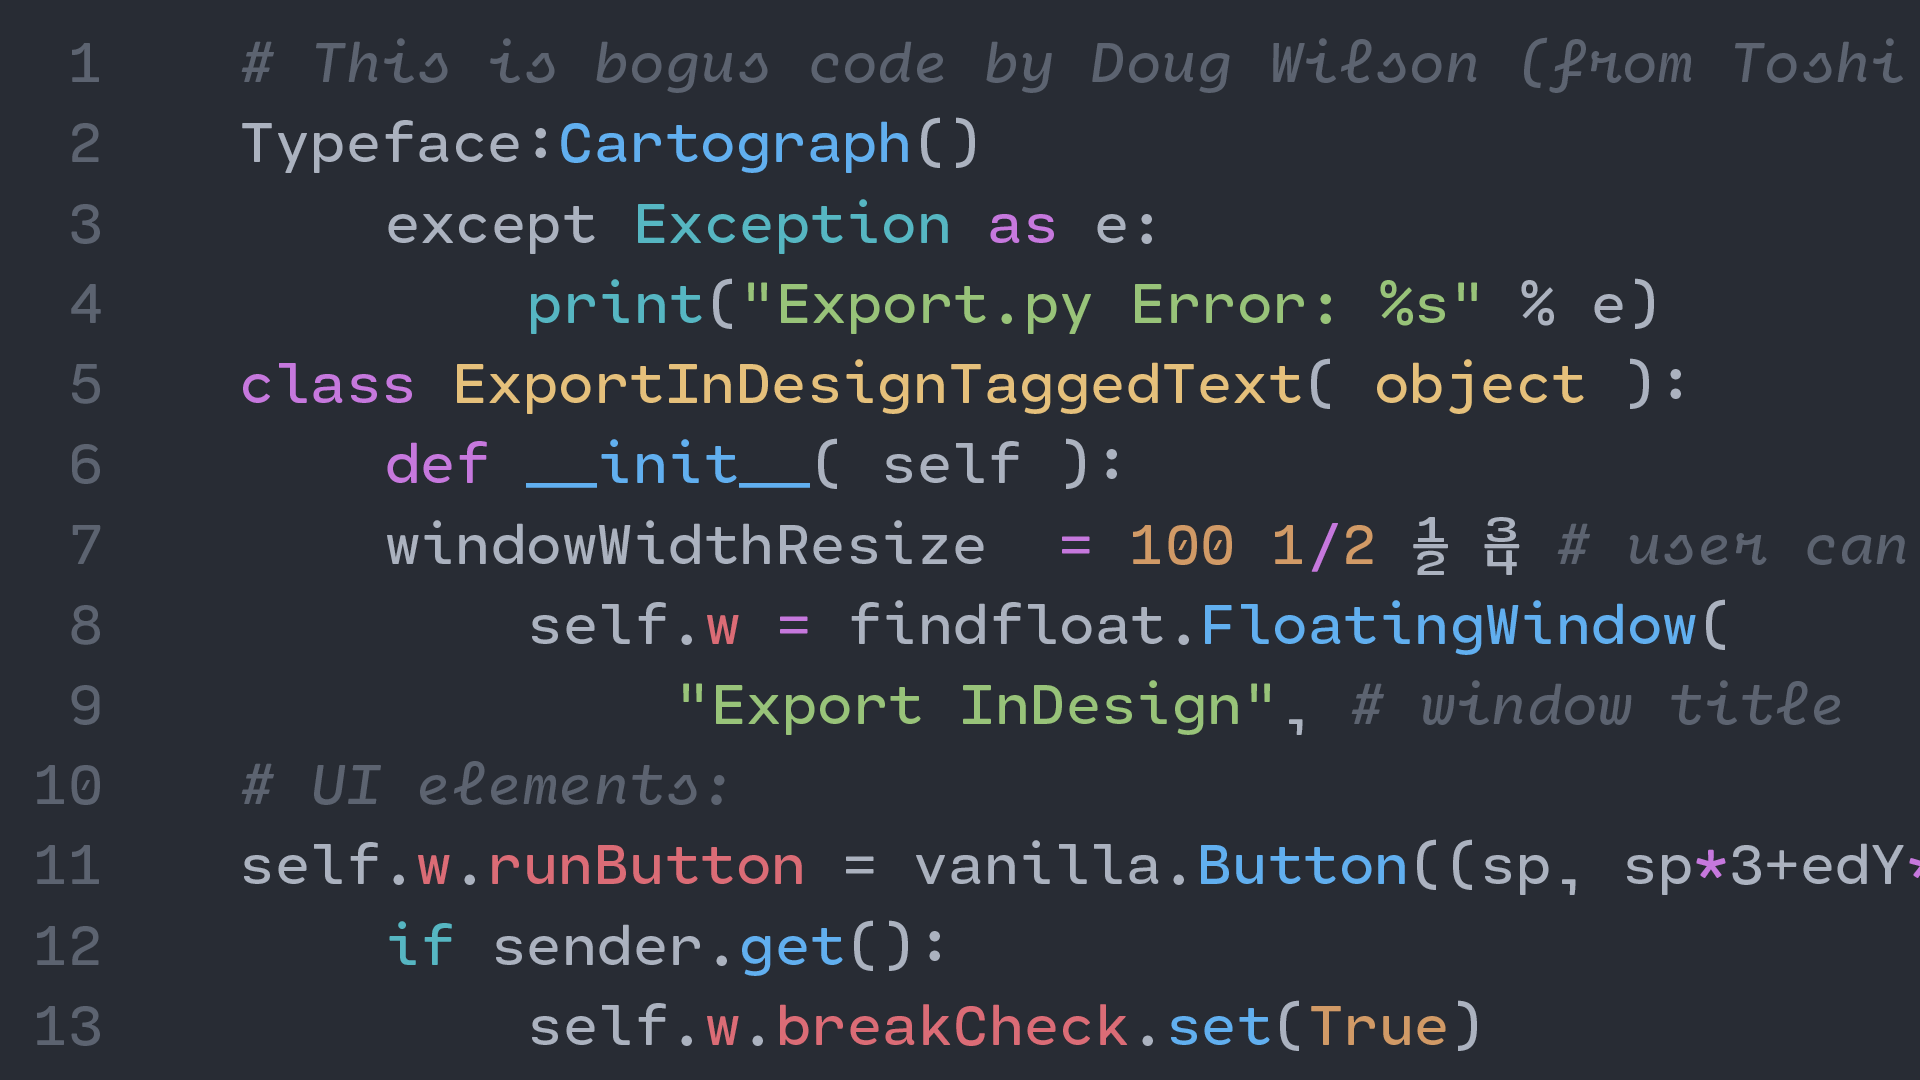 1 # This is bogus code by Doug Wilson (from Toshi
2 Typeface:Cartograph()
3 except Exception as e:
4 print("Export.py Error: %s" % e)
5 class ExportInDesignTaggedText( object ):
6 def __init__( self ):
7 windowWidthResize  = 100 1/2 ½ ¾ # user can
8 self.w = findfloat.FloatingWindow(
9 "Export InDesign", # window title
10 # UI elements:
11 self.w.runButton = vanilla.Button((sp, sp*3+edY*
12 if sender.get():
13 self.w.breakCheck.set(True)